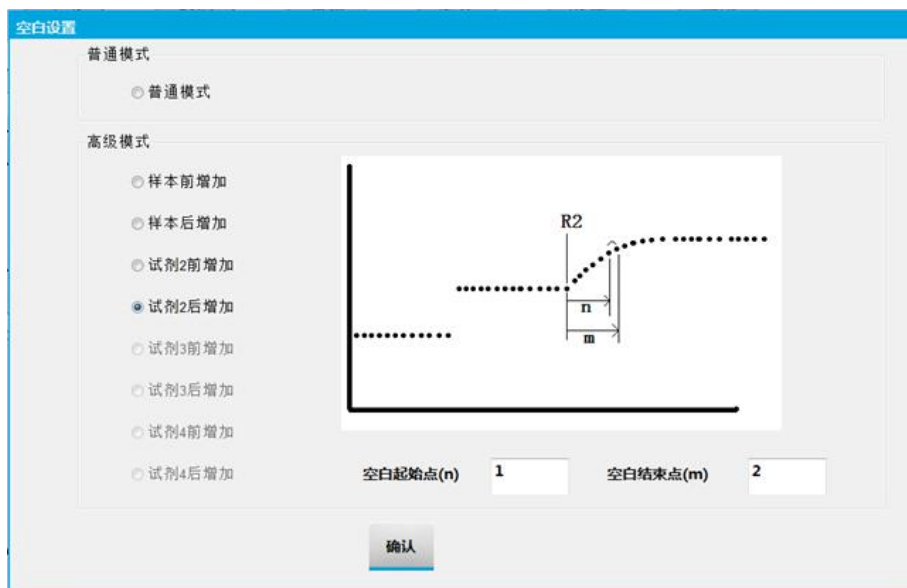 空白设置
普通模式
普通模式
高级模式
样本前增加
样本后增加
试剂2前增加
试剂2后增加
试剂3前增加
试剂3后增加
试剂4前增加
试剂4后增加
R2
n
m
空白起始点(n) 1 空白结束点(m) 2
确认